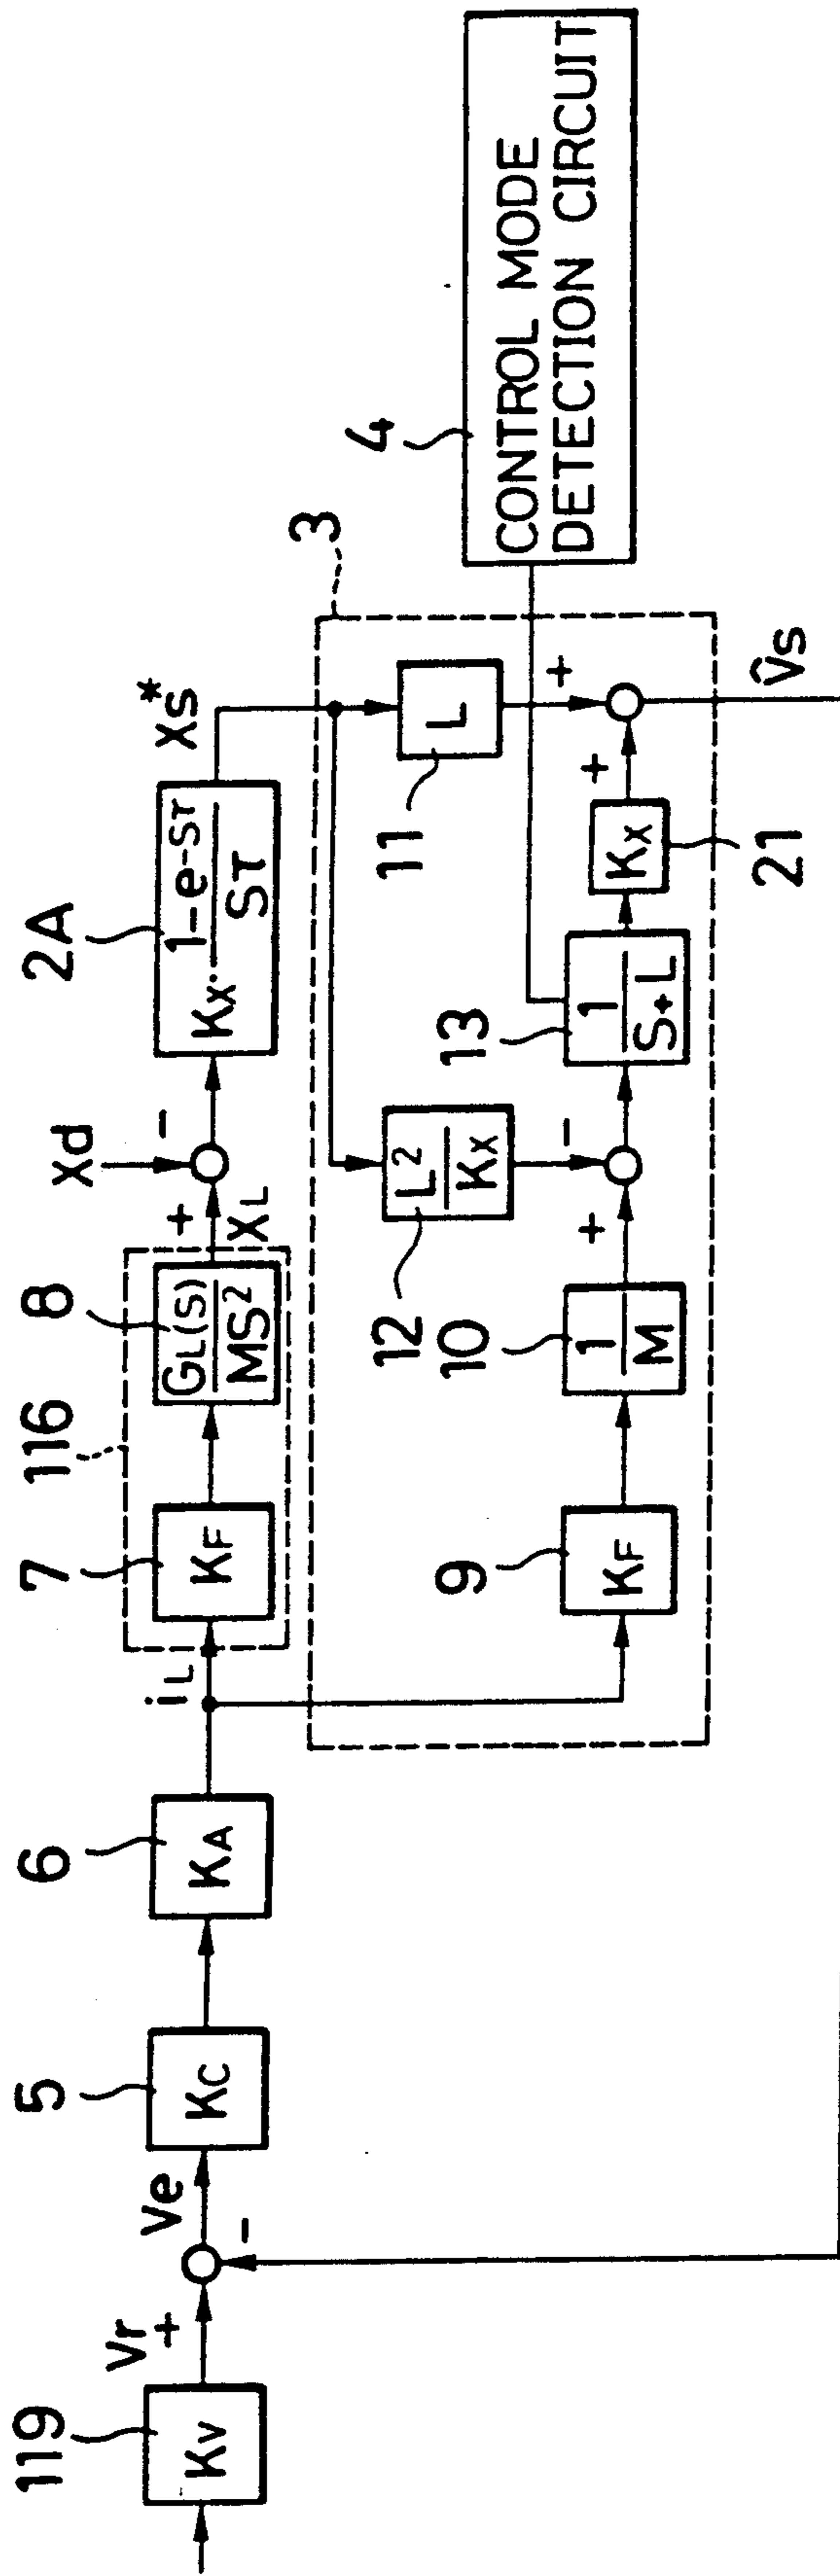 119
Kv
Vr
+
-
Ve
5
Kc
6
KA
iL
116
7
KF
8
GL(S)
MS²
+
XL
Xd
-
2A
Kx· 1-e⁻Sτ
Sτ
Xs*
3
9
KF
10
1
M
+
12
L²
Kx
-
13
1
S+L
11
L
+
21
Kx
+
V̂s
4
CONTROL MODE
DETECTION CIRCUIT